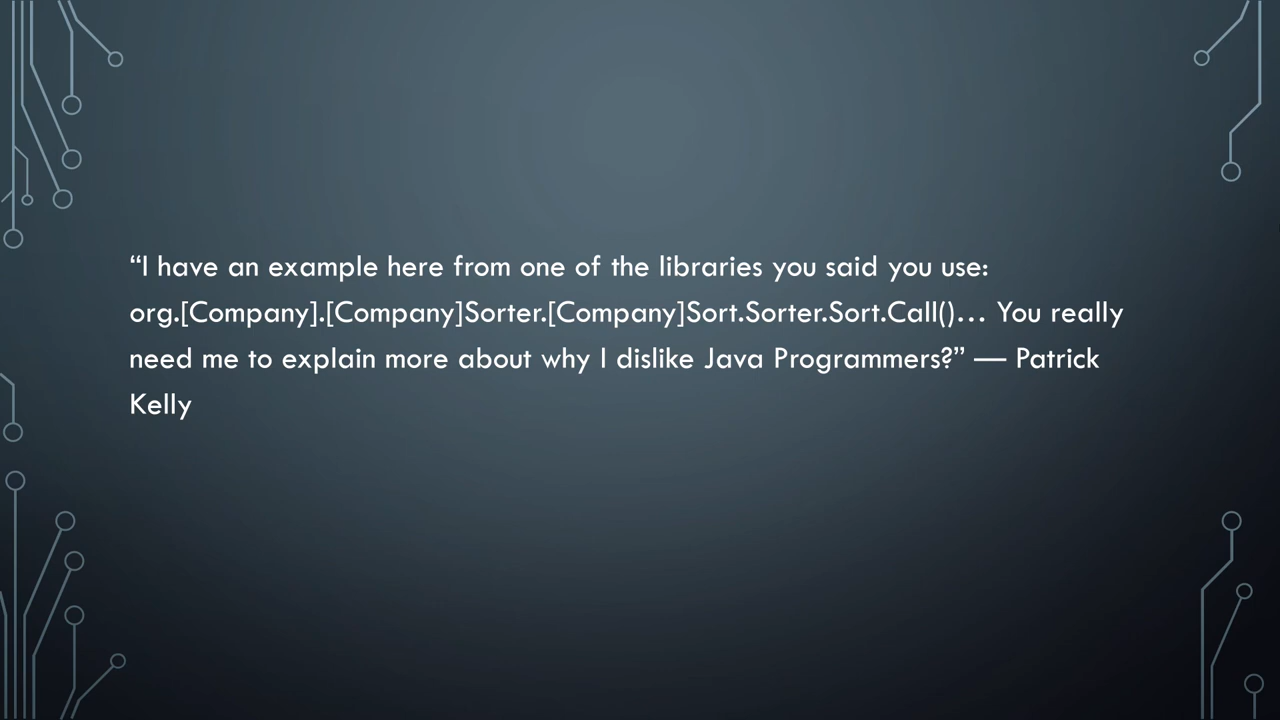 “I have an example here from one of the libraries you said you use:
org.[Company].[Company]Sorter.[Company]Sort.Sorter.Sort.Call()… You really
need me to explain more about why I dislike Java Programmers?” — Patrick
Kelly